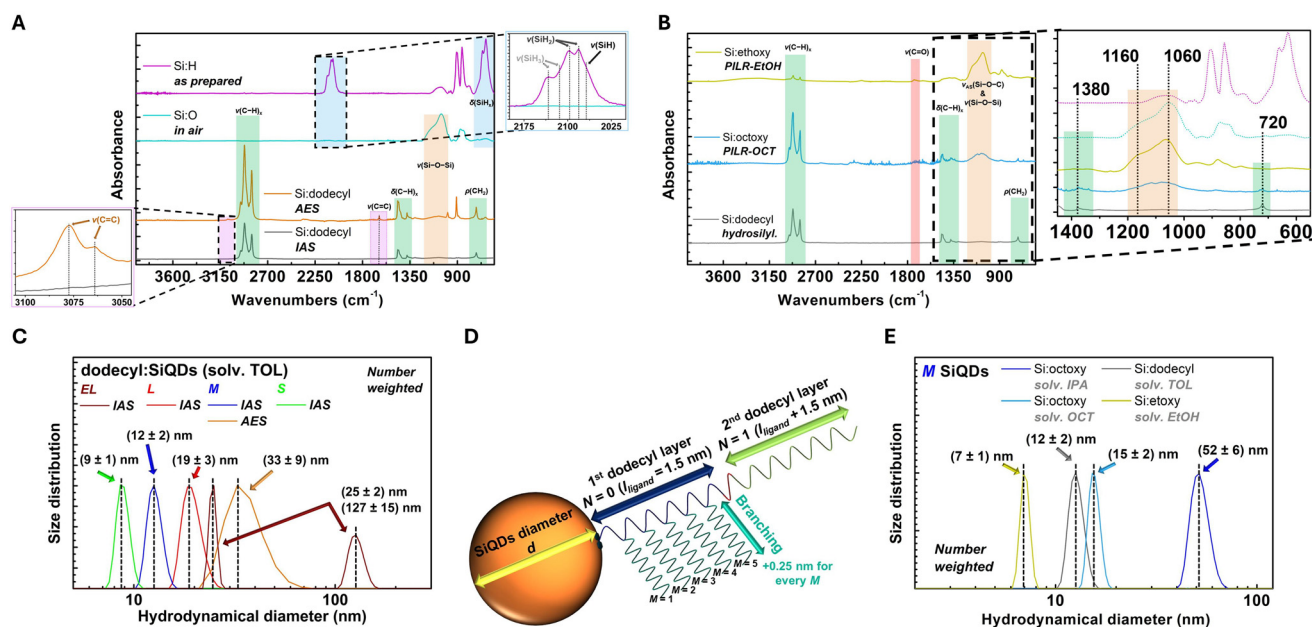 A
Absorbance
Si:H
as prepared
Si:O
in air
ν(C−H)ₓ
ν(Si−O−Si)
δ(SiHₓ)
Si:dodecyl
AES
ν(C=C)
δ(C−H)ₓ
ρ(CH₂)
Si:dodecyl
IAS
3600 3150 2700 2250 1800 1350 900
Wavenumbers (cm⁻¹)
ν(SiH₂)
ν(SiH)
ν(SiH₃)
2175 2100 2025
ν(C=C)
3100 3075 3050
B
Absorbance
Si:ethoxy
PILR-EtOH
ν(C−H)ₓ
ν(C=O)
νAS(Si−O−C) &
ν(Si−O−Si)
Si:octoxy
PILR-OCT
δ(C−H)ₓ
ρ(CH₂)
Si:dodecyl
hydrosilyl.
3600 3150 2700 2250 1800 1350 900
Wavenumbers (cm⁻¹)
1160 1060
1380
720
1400 1200 1000 800 600
C
Size distribution
dodecyl:SiQDs (solv. TOL)
Number
weighted
EL L M S
IAS IAS IAS IAS
AES
(12 ± 2) nm
(9 ± 1) nm
(19 ± 3) nm
(33 ± 9) nm
(25 ± 2) nm
(127 ± 15) nm
10 100
Hydrodynamical diameter (nm)
D
SiQDs diameter
d
1st dodecyl layer
N = 0 (lligand = 1.5 nm)
2nd dodecyl layer
N = 1 (lligand + 1.5 nm)
Branching
+0.25 nm for
every M
M = 1
M = 2
M = 3
M = 4
M = 5
E
Size distribution
M SiQDs
Si:octoxy
solv. IPA
Si:dodecyl
solv. TOL
Si:octoxy
solv. OCT
Si:etoxy
solv. EtOH
(12 ± 2) nm
(7 ± 1) nm
(15 ± 2) nm
(52 ± 6) nm
Number
weighted
10 100
Hydrodynamical diameter (nm)